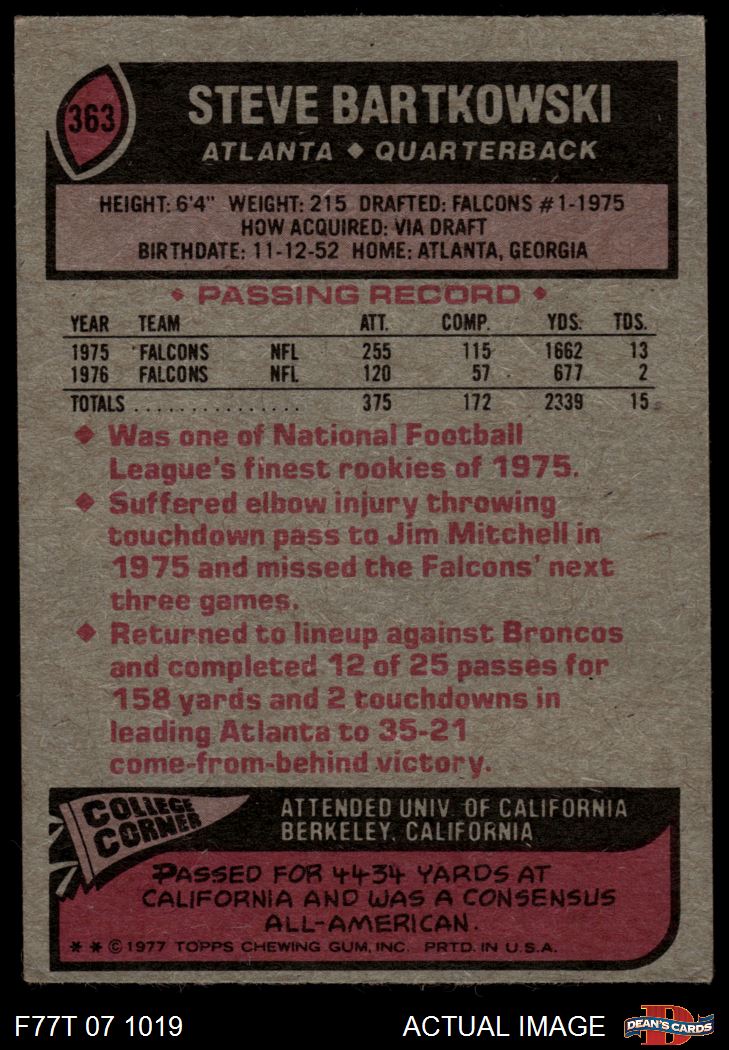 363
STEVE BARTKOWSKI
ATLANTA ◆ QUARTERBACK
HEIGHT: 6'4" WEIGHT: 215 DRAFTED: FALCONS #1-1975
HOW ACQUIRED: VIA DRAFT
BIRTHDATE: 11-12-52 HOME: ATLANTA, GEORGIA
◆ PASSING RECORD ◆
YEAR TEAM ATT. COMP. YDS. TDS.
1975 FALCONS NFL 255 115 1662 13
1976 FALCONS NFL 120 57 677 2
TOTALS . . . . . . . . . . . . . . . 375 172 2339 15
◆ Was one of National Football
League's finest rookies of 1975.
◆ Suffered elbow injury throwing
touchdown pass to Jim Mitchell in
1975 and missed the Falcons' next
three games.
◆ Returned to lineup against Broncos
and completed 12 of 25 passes for
158 yards and 2 touchdowns in
leading Atlanta to 35-21
come-from-behind victory.
COLLEGE
CORNER
ATTENDED UNIV. OF CALIFORNIA
BERKELEY, CALIFORNIA
PASSED FOR 4434 YARDS AT
CALIFORNIA AND WAS A CONSENSUS
ALL-AMERICAN.
* * © 1977 TOPPS CHEWING GUM, INC. PRTD. IN U.S.A.
F77T 07 1019 ACTUAL IMAGE
D
DEAN'S CARDS